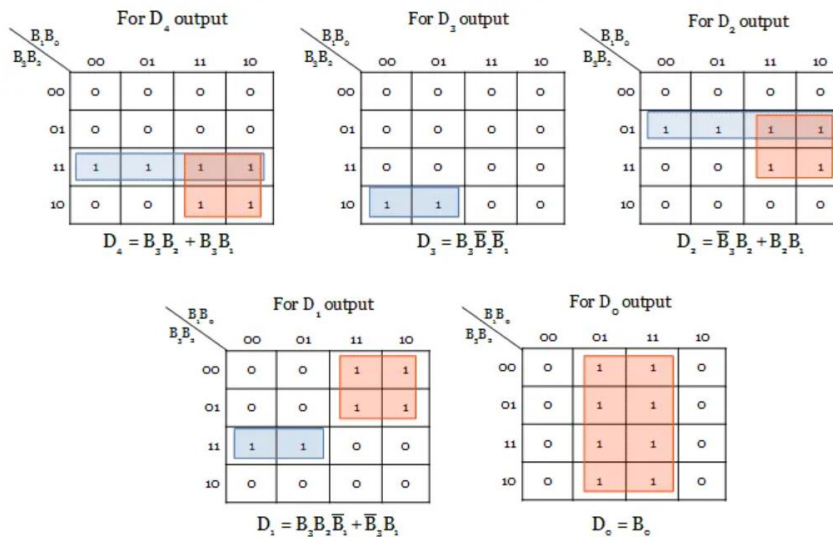 For D₄ output
B₁B₀
B₃B₂
00 01 11 10
00 0 0 0 0
01 0 0 0 0
11 1 1 1 1
10 0 0 1 1
D₄ = B₃B₂ + B₃B₁
For D₃ output
B₁B₀
B₃B₂
00 01 11 10
00 0 0 0 0
01 0 0 0 0
11 0 0 0 0
10 1 1 0 0
D₃ = B₃B̅₂B̅₁
For D₂ output
B₁B₀
B₃B₂
00 01 11 10
00 0 0 0 0
01 1 1 1 1
11 0 0 1 1
10 0 0 0 0
D₂ = B̅₃B₂ + B₂B₁
For D₁ output
B₁B₀
B₃B₂
00 01 11 10
00 0 0 1 1
01 0 0 1 1
11 1 1 0 0
10 0 0 0 0
D₁ = B₃B₂B̅₁ + B̅₃B₁
For D₀ output
B₁B₀
B₃B₂
00 01 11 10
00 0 1 1 0
01 0 1 1 0
11 0 1 1 0
10 0 1 1 0
D₀ = B₀